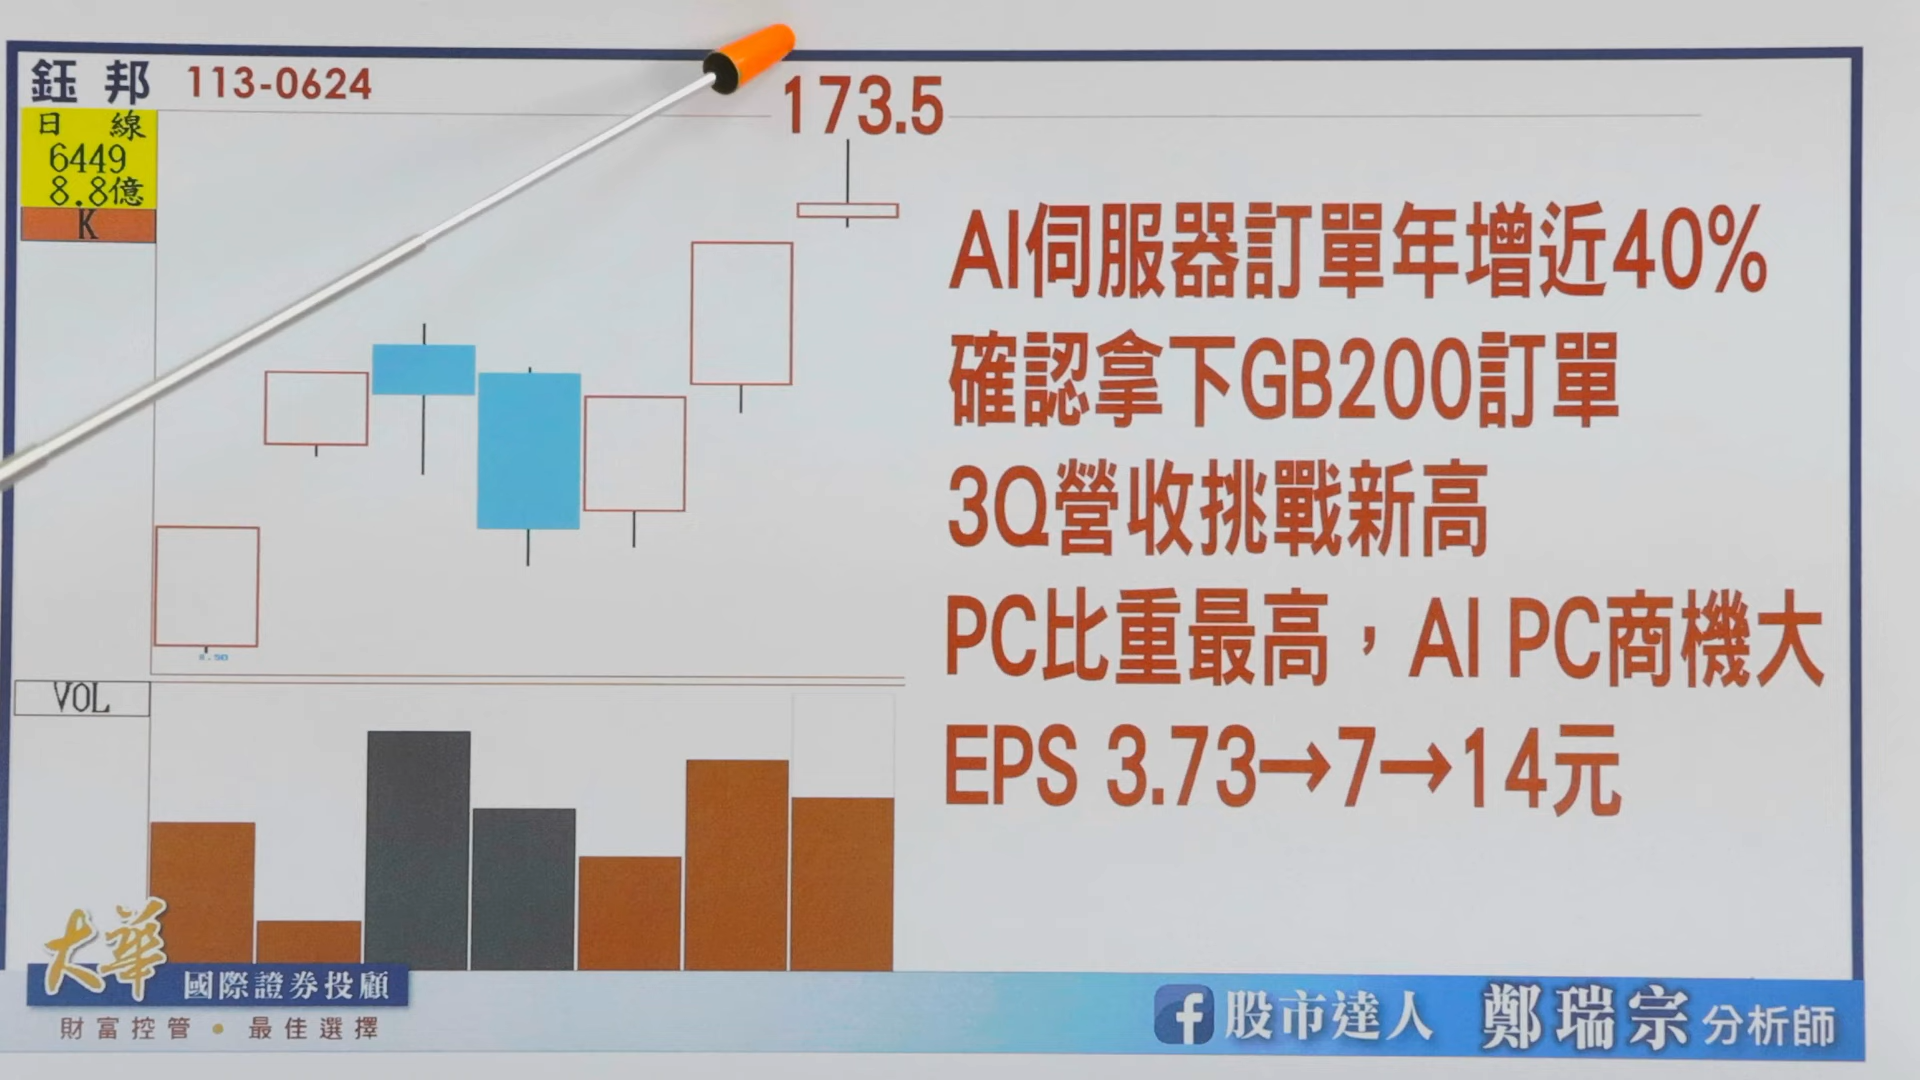 鈺邦 113-0624
173.5
日線
6449
8.8億
K
AI伺服器訂單年增近40%
確認拿下GB200訂單
3Q營收挑戰新高
PC比重最高，AI PC商機大
EPS 3.73→7→14元
VOL
大華國際證券投顧
財富控管•最佳選擇
f 股市達人 鄭瑞宗 分析師